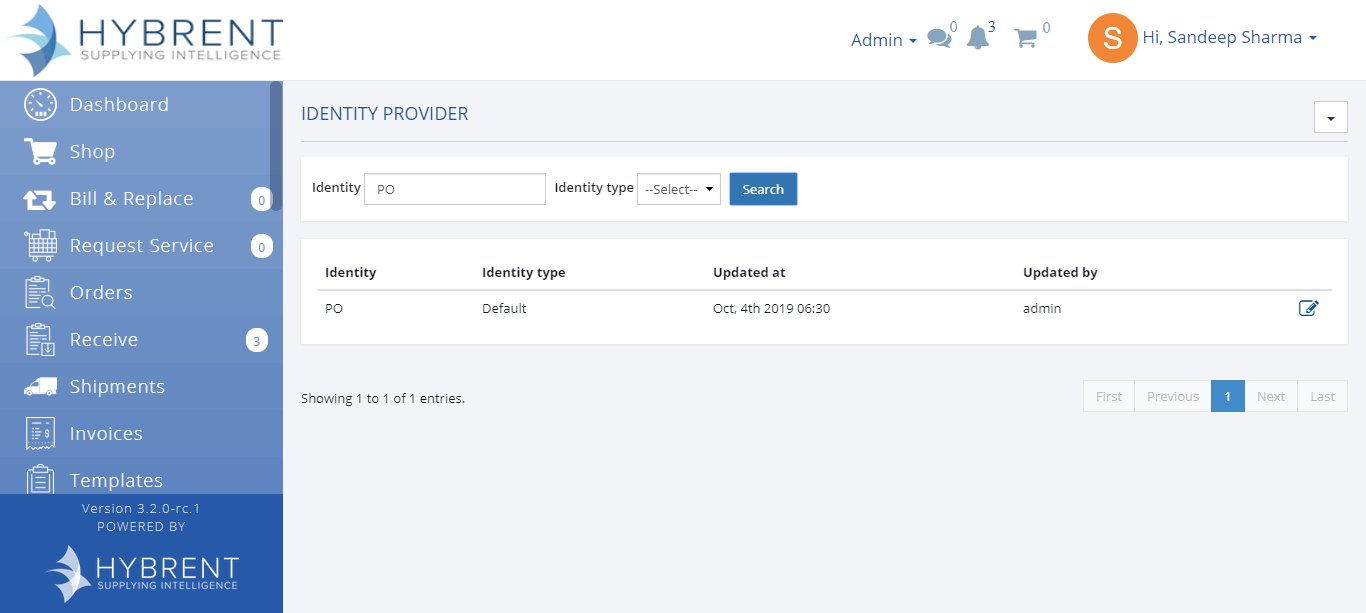 HYBRENT
SUPPLYING INTELLIGENCE
Admin 0 3 0 S Hi, Sandeep Sharma
Dashboard
Shop
Bill & Replace 0
Request Service 0
Orders
Receive 3
Shipments
Invoices
Templates
Version 3.2.0-rc.1
POWERED BY
HYBRENT
SUPPLYING INTELLIGENCE
IDENTITY PROVIDER
Identity PO Identity type --Select-- Search
Identity Identity type Updated at Updated by
PO Default Oct, 4th 2019 06:30 admin
Showing 1 to 1 of 1 entries.
First Previous 1 Next Last